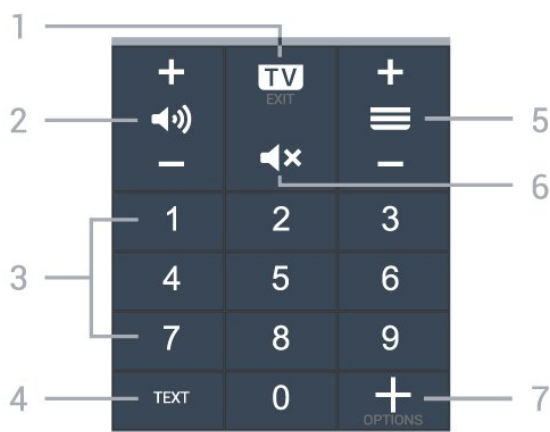 1
+ TV +
EXIT
2 5
- -
6
1 2 3
3
4 5 6
7 8 9
4 TEXT 0 + 7
OPTIONS